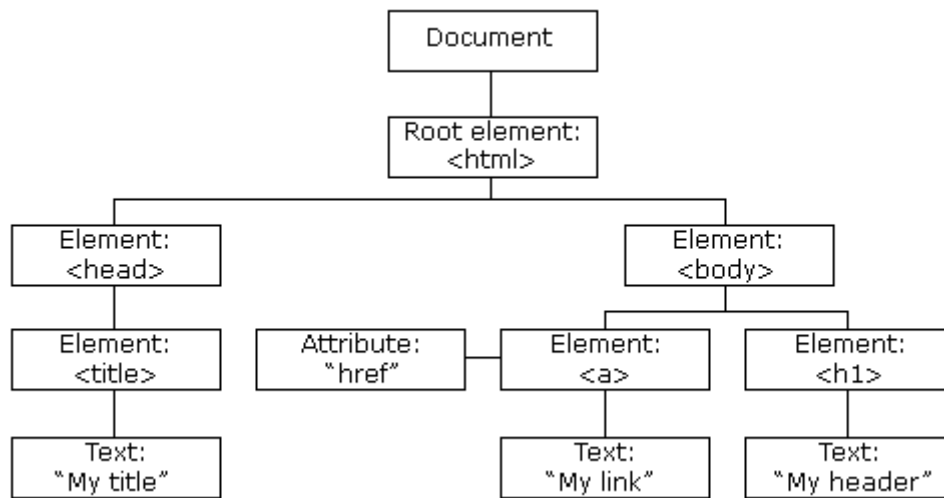 Document
Root element:
<html>
Element:
<head>
Element:
<body>
Element:
<title>
Attribute:
“href”
Element:
<a>
Element:
<h1>
Text:
“My title”
Text:
“My link”
Text:
“My header”